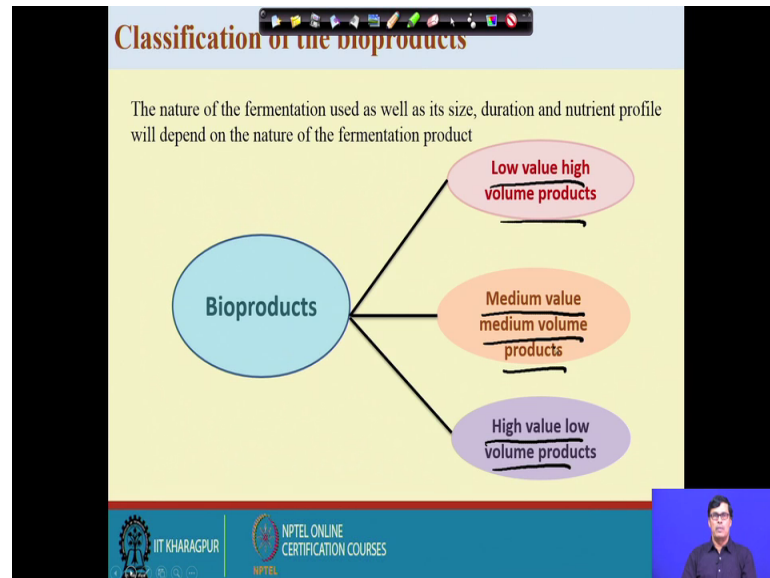 Classification of the bioproducts
The nature of the fermentation used as well as its size, duration and nutrient profile
will depend on the nature of the fermentation product
Low value high
volume products
Bioproducts
Medium value
medium volume
products
High value low
volume products
IIT KHARAGPUR
NPTEL ONLINE
CERTIFICATION COURSES
NPTEL